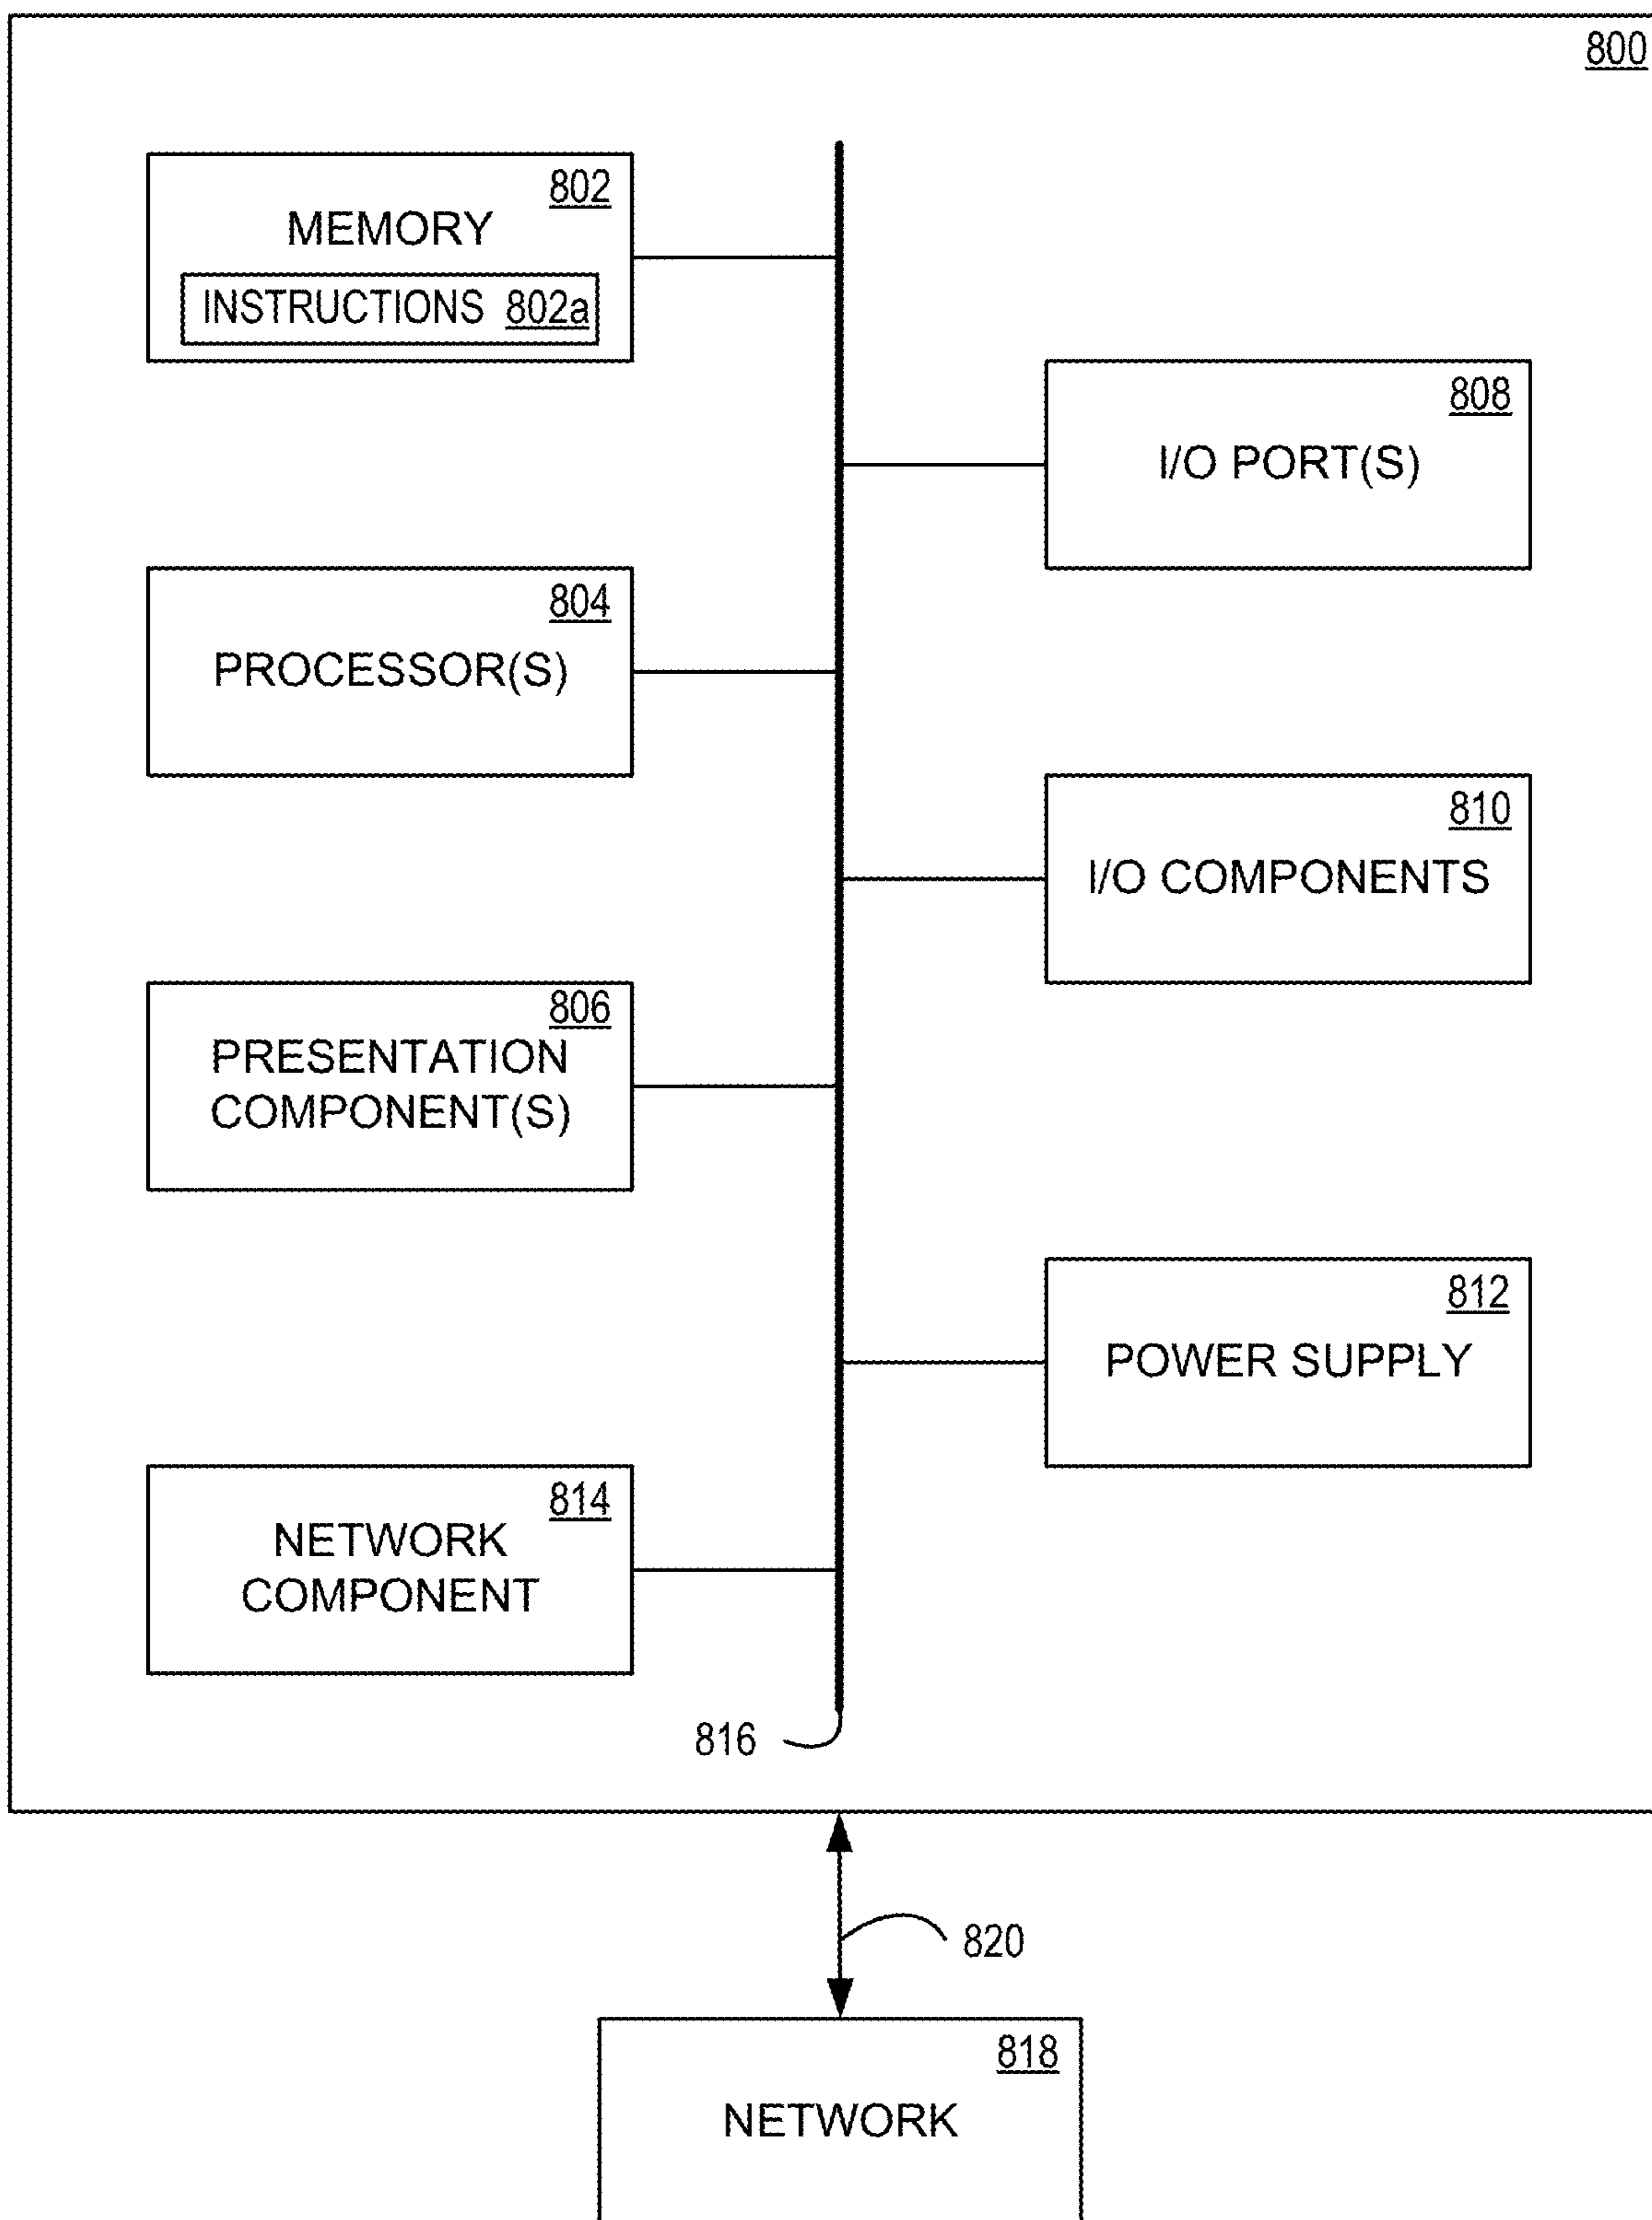 800
802
MEMORY
INSTRUCTIONS 802a
808
I/O PORT(S)
804
PROCESSOR(S)
810
I/O COMPONENTS
806
PRESENTATION
COMPONENT(S)
812
POWER SUPPLY
814
NETWORK
COMPONENT
816
820
818
NETWORK